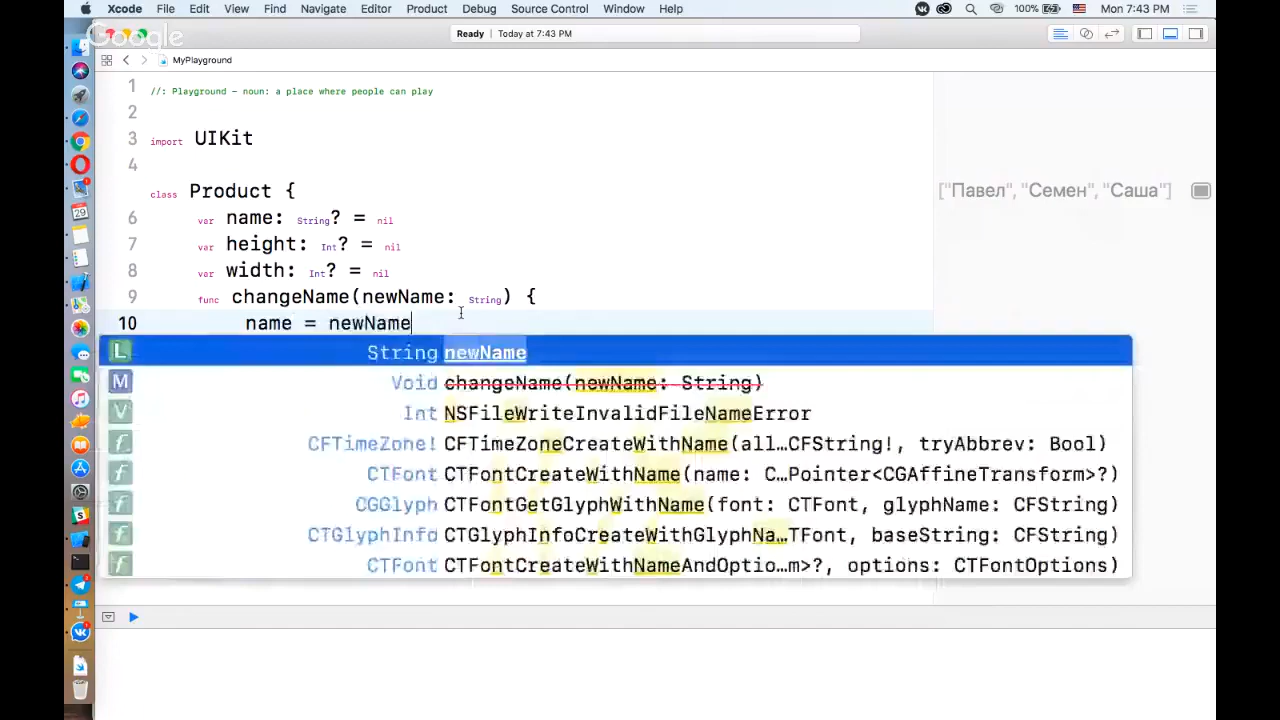 Xcode File Edit View Find Navigate Editor Product Debug Source Control Window Help 100% Mon 7:43 PM
Google
Ready | Today at 7:43 PM
MyPlayground
1 //: Playground - noun: a place where people can play
2
3 import UIKit
4
class Product {
6 var name: String? = nil
7 var height: Int? = nil
8 var width: Int? = nil
9 func changeName(newName: String) {
10 name = newName
["Павел", "Семен", "Саша"]
L String newName
M Void changeName(newName: String)
V Int NSFileWriteInvalidFileNameError
f CFTimeZone! CFTimeZoneCreateWithName(all…CFString!, tryAbbrev: Bool)
f CTFont CTFontCreateWithName(name: C…Pointer<CGAffineTransform>?)
f CGGlyph CTFontGetGlyphWithName(font: CTFont, glyphName: CFString)
f CTGlyphInfo CTGlyphInfoCreateWithGlyphNa…TFont, baseString: CFString)
f CTFont CTFontCreateWithNameAndOptio…m>?, options: CTFontOptions)